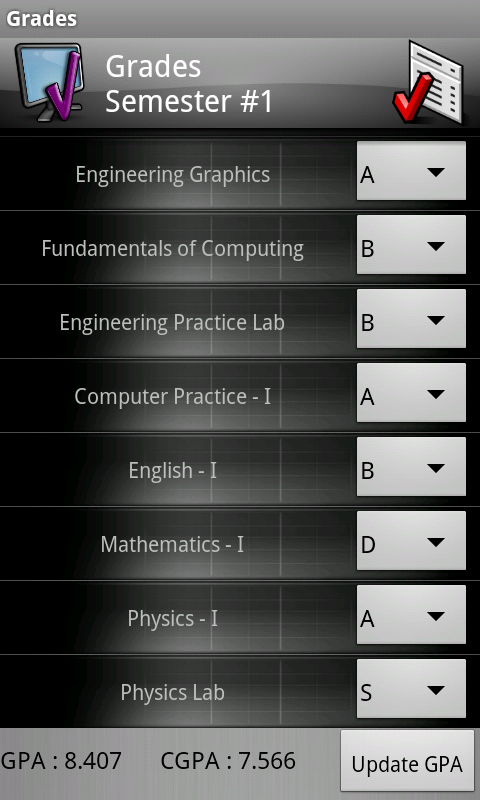 Grades
Grades
Semester #1
Engineering Graphics A
Fundamentals of Computing B
Engineering Practice Lab B
Computer Practice - I A
English - I B
Mathematics - I D
Physics - I A
Physics Lab S
GPA : 8.407 CGPA : 7.566 Update GPA